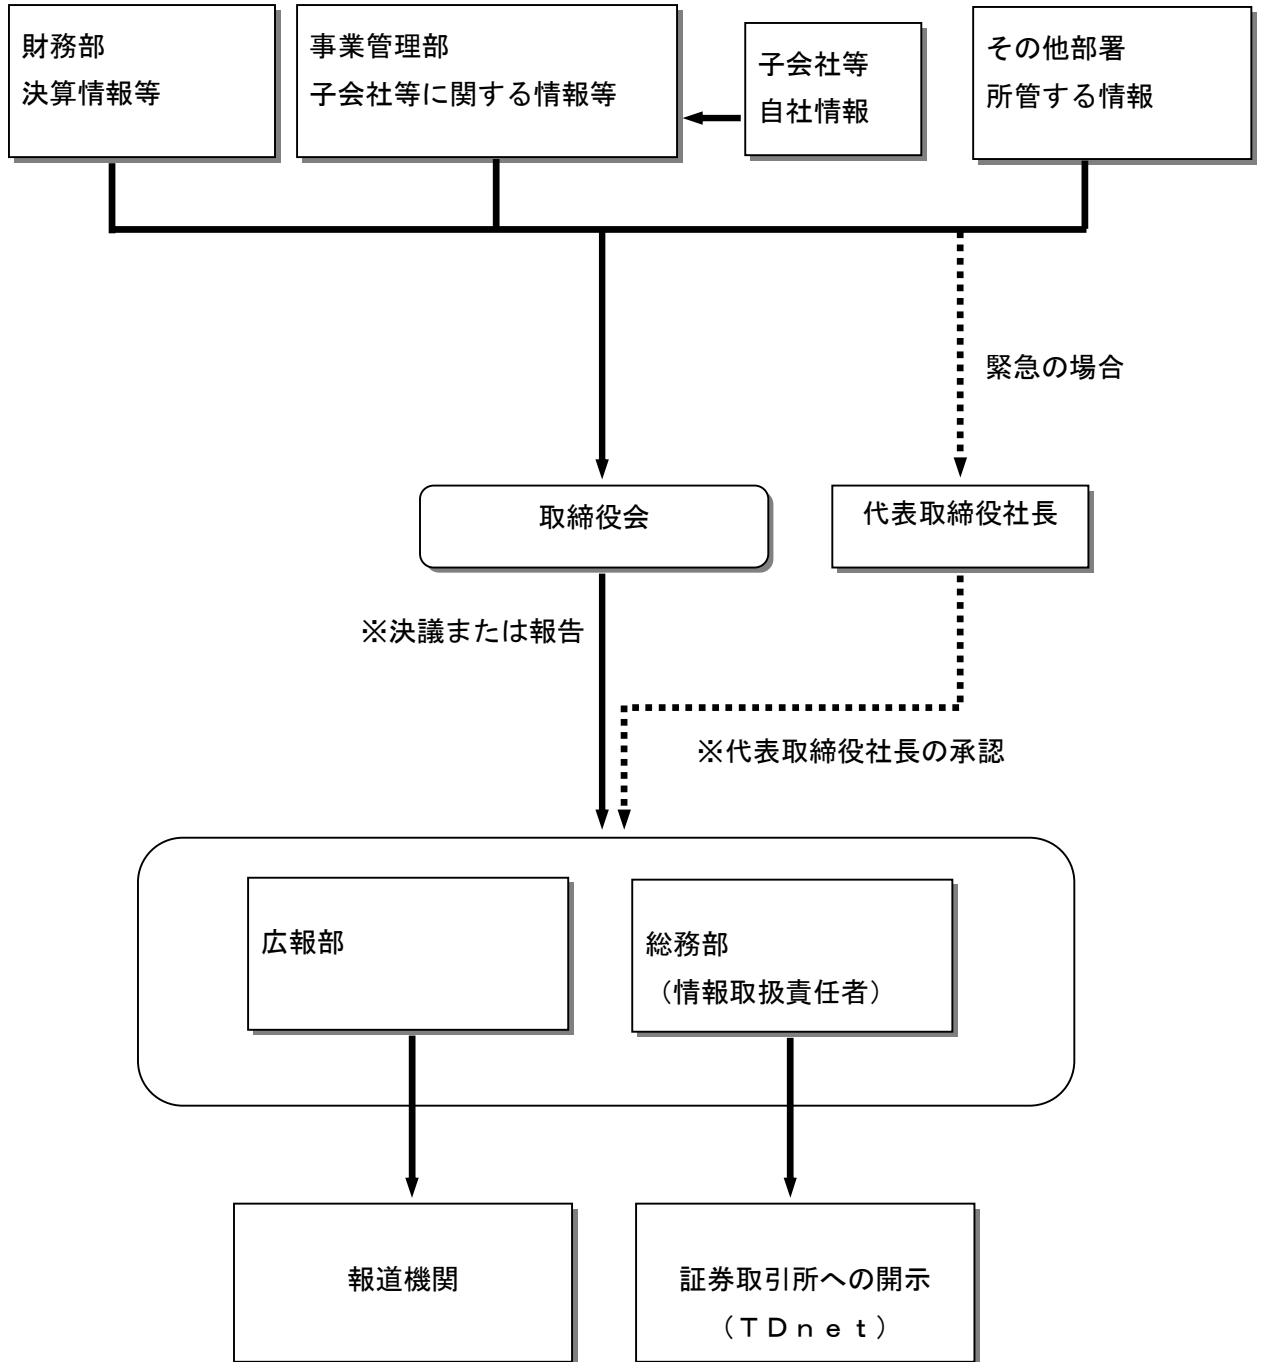 財務部
決算情報等
事業管理部
子会社等に関する情報等
子会社等
自社情報
その他部署
所管する情報
緊急の場合
取締役会
代表取締役社長
※決議または報告
※代表取締役社長の承認
広報部
総務部
（情報取扱責任者）
報道機関
証券取引所への開示
（ＴＤｎｅｔ）